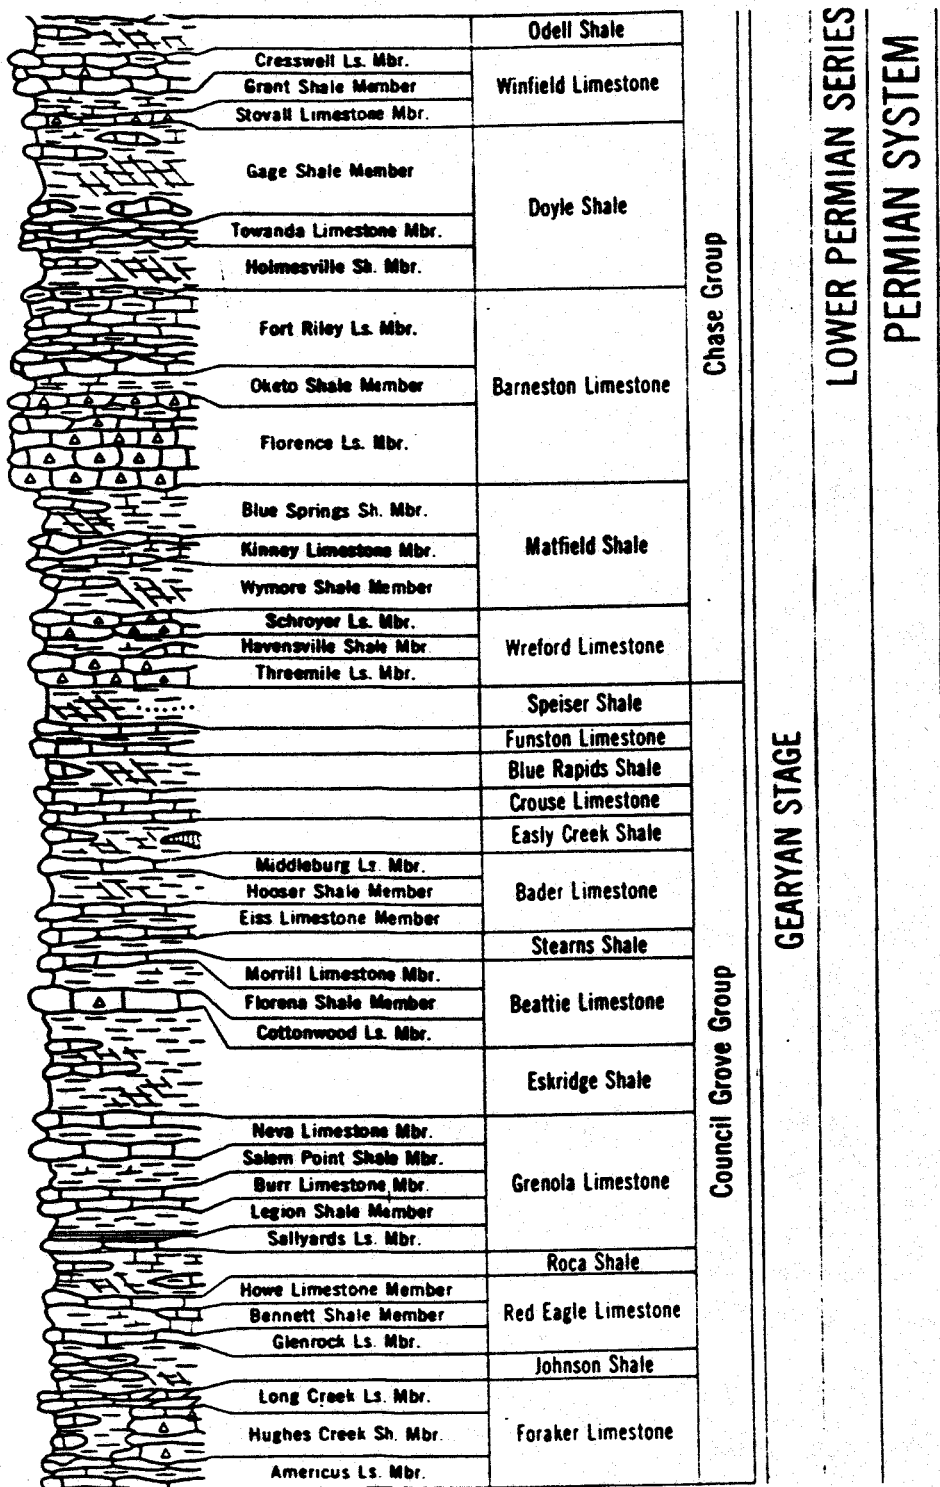 Odell Shale
Cresswell Ls. Mbr.
Grant Shale Member
Stovall Limestone Mbr.
Winfield Limestone
Gage Shale Member
Towanda Limestone Mbr.
Holmesville Sh. Mbr.
Doyle Shale
Fort Riley Ls. Mbr.
Oketo Shale Member
Florence Ls. Mbr.
Barneston Limestone
Blue Springs Sh. Mbr.
Kinney Limestone Mbr.
Wymore Shale Member
Matfield Shale
Schroyer Ls. Mbr.
Havensville Shale Mbr.
Threemile Ls. Mbr.
Wreford Limestone
Chase Group
Speiser Shale
Funston Limestone
Blue Rapids Shale
Crouse Limestone
Easly Creek Shale
Middleburg Ls. Mbr.
Hooser Shale Member
Eiss Limestone Member
Bader Limestone
Stearns Shale
Morrill Limestone Mbr.
Florena Shale Member
Cottonwood Ls. Mbr.
Beattie Limestone
Eskridge Shale
Neva Limestone Mbr.
Salem Point Shale Mbr.
Burr Limestone Mbr.
Legion Shale Member
Sallyards Ls. Mbr.
Grenola Limestone
Roca Shale
Howe Limestone Member
Bennett Shale Member
Glenrock Ls. Mbr.
Red Eagle Limestone
Johnson Shale
Long Creek Ls. Mbr.
Hughes Creek Sh. Mbr.
Americus Ls. Mbr.
Foraker Limestone
Council Grove Group
GEARYAN STAGE
LOWER PERMIAN SERIES
PERMIAN SYSTEM